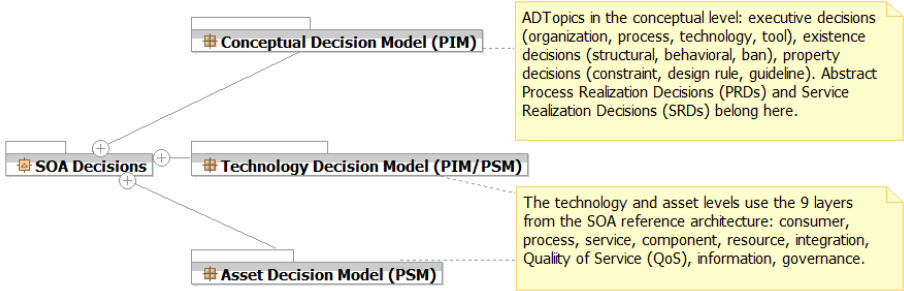 Conceptual Decision Model (PIM)
ADTopics in the conceptual level: executive decisions
(organization, process, technology, tool), existence
decisions (structural, behavioral, ban), property
decisions (constraint, design rule, guideline). Abstract
Process Realization Decisions (PRDs) and Service
Realization Decisions (SRDs) belong here.
SOA Decisions
Technology Decision Model (PIM/PSM)
The technology and asset levels use the 9 layers
from the SOA reference architecture: consumer,
process, service, component, resource, integration,
Quality of Service (QoS), information, governance.
Asset Decision Model (PSM)